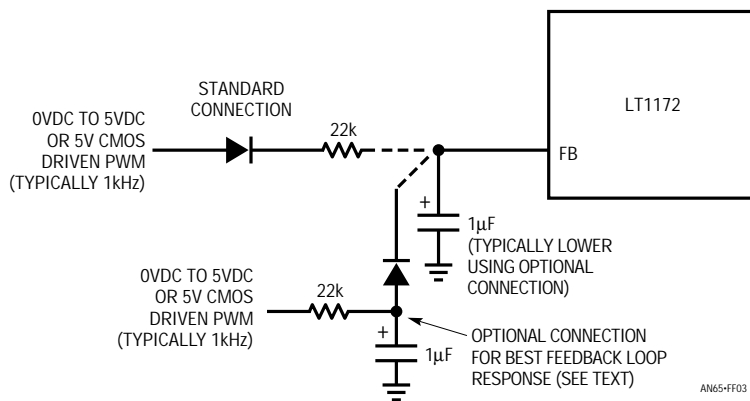 STANDARD
CONNECTION
0VDC TO 5VDC
OR 5V CMOS
DRIVEN PWM
(TYPICALLY 1kHz)
22k
LT1172
FB
+
1µF
(TYPICALLY LOWER
USING OPTIONAL
CONNECTION)
0VDC TO 5VDC
OR 5V CMOS
DRIVEN PWM
(TYPICALLY 1kHz)
22k
+
1µF
OPTIONAL CONNECTION
FOR BEST FEEDBACK LOOP
RESPONSE (SEE TEXT)
AN65•FF03